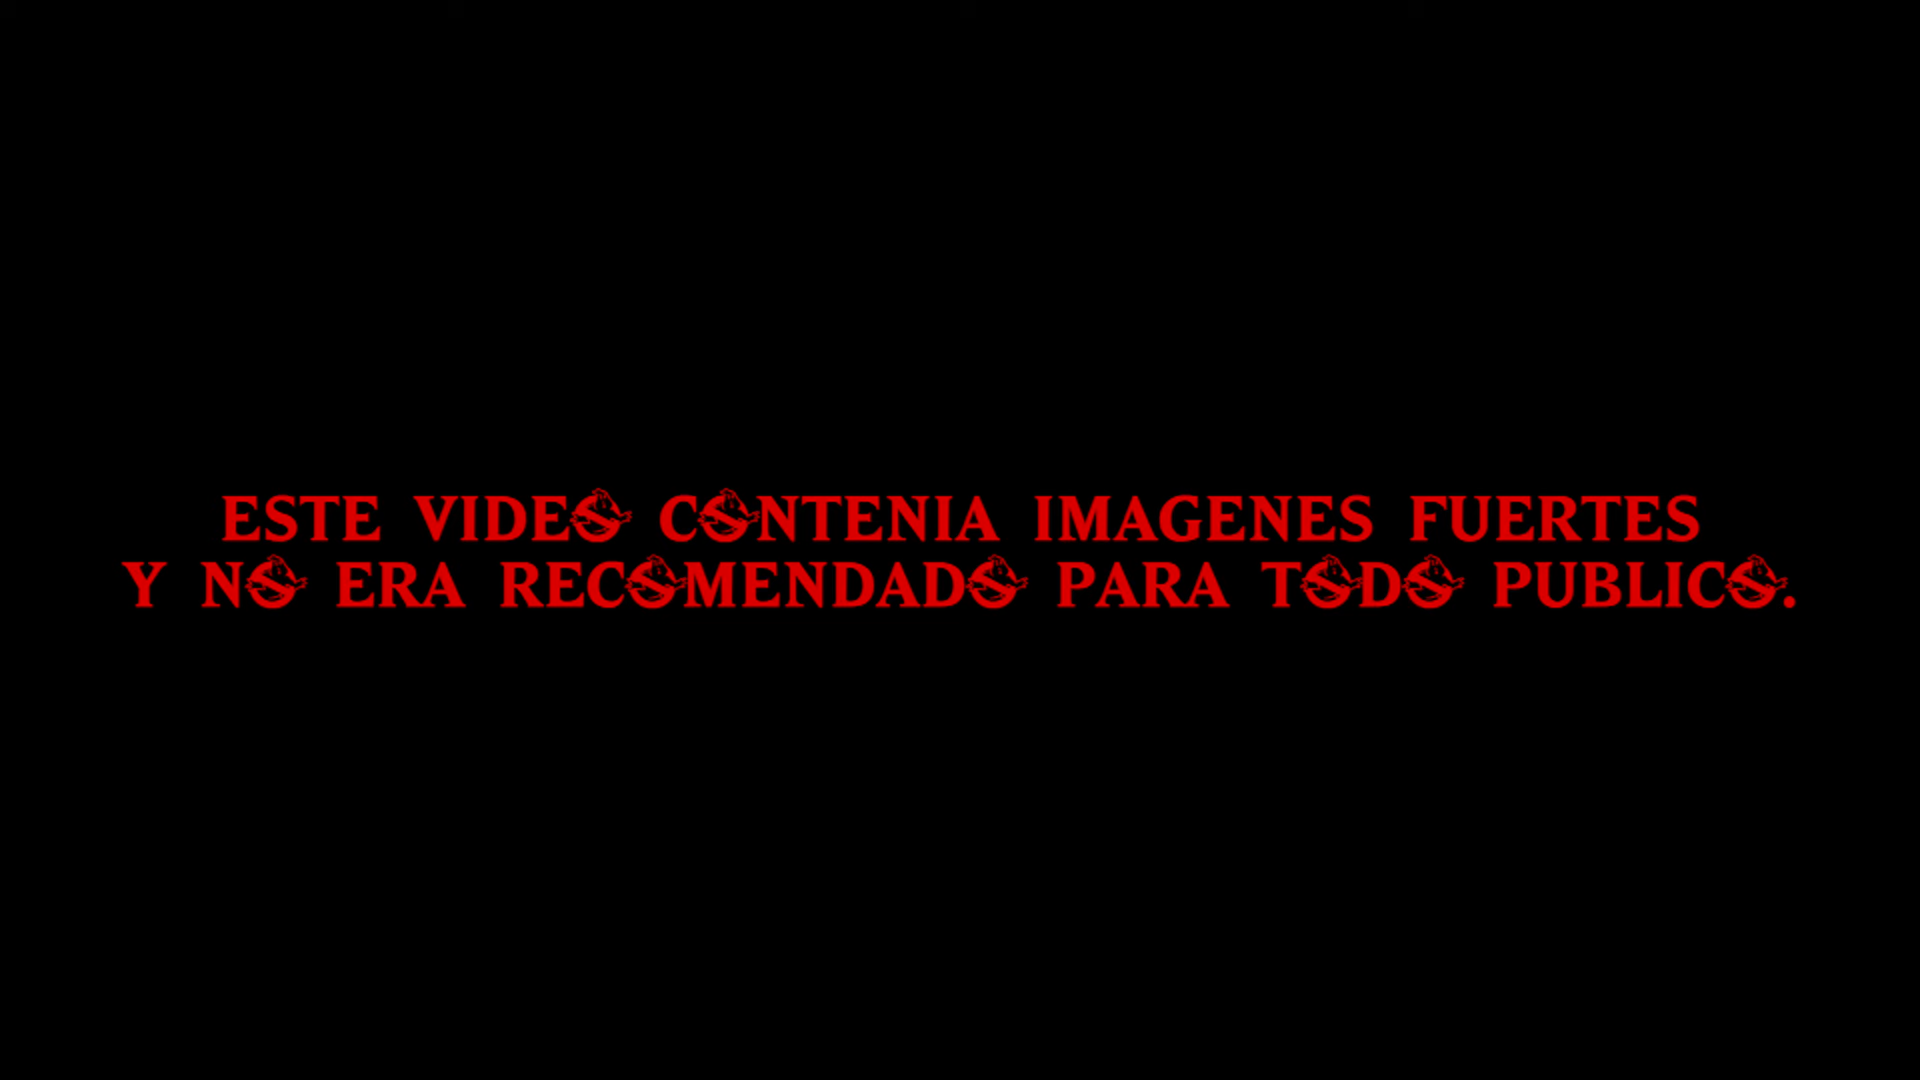 ESTE VIDEO CONTENIA IMAGENES FUERTES
Y NO ERA RECOMENDADO PARA TODO PUBLICO.